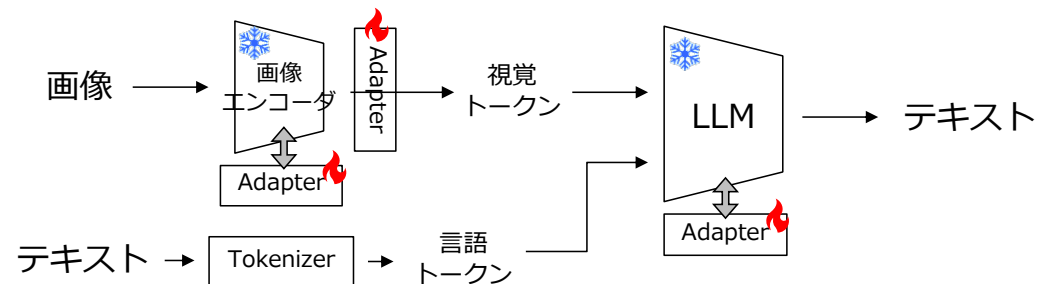 画像
画像
エンコーダ
Adapter
Adapter
視覚
トークン
LLM
テキスト
Adapter
テキスト
Tokenizer
言語
トークン